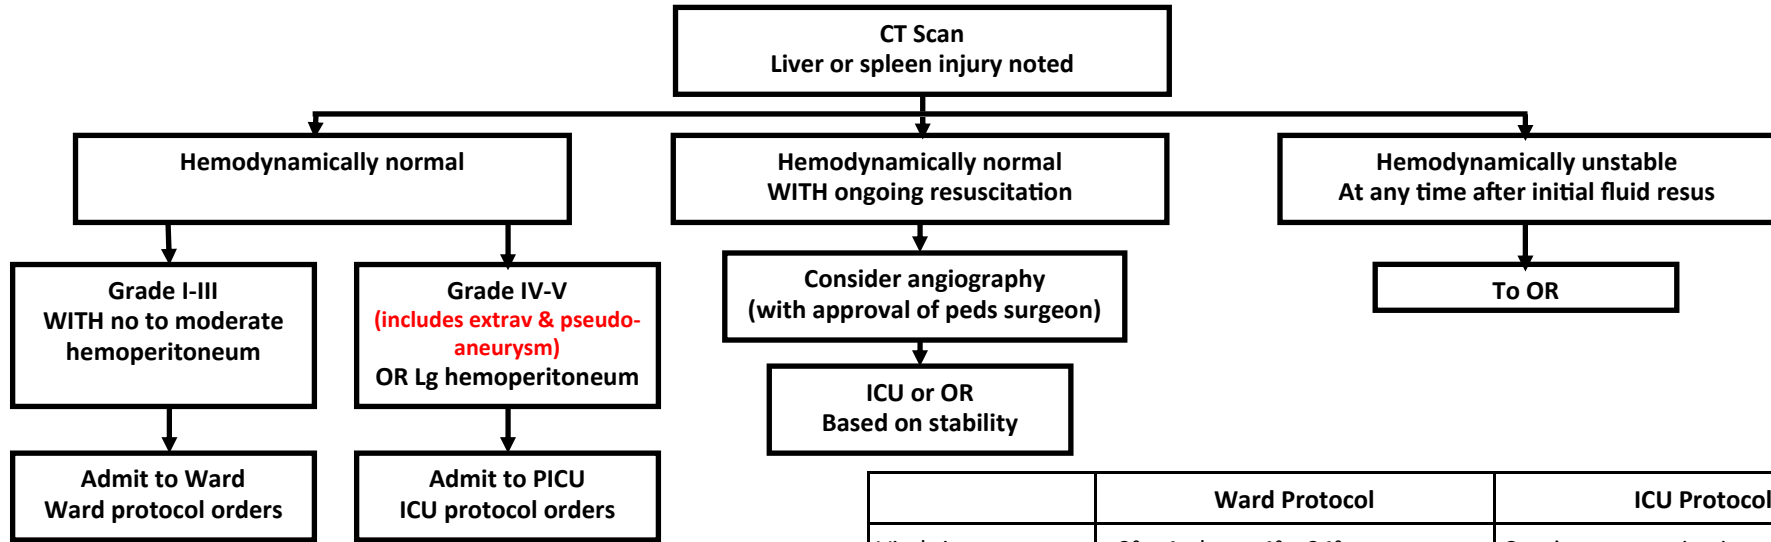 CT Scan
Liver or spleen injury noted
Hemodynamically normal
Hemodynamically normal
WITH ongoing resuscitation
Hemodynamically unstable
At any time after initial fluid resus
Grade I-III
WITH no to moderate
hemoperitoneum
Grade IV-V
(includes extrav & pseudo-
aneurysm)
OR Lg hemoperitoneum
Consider angiography
(with approval of peds surgeon)
To OR
ICU or OR
Based on stability
Admit to Ward
Ward protocol orders
Admit to PICU
ICU protocol orders
Ward Protocol
ICU Protocol